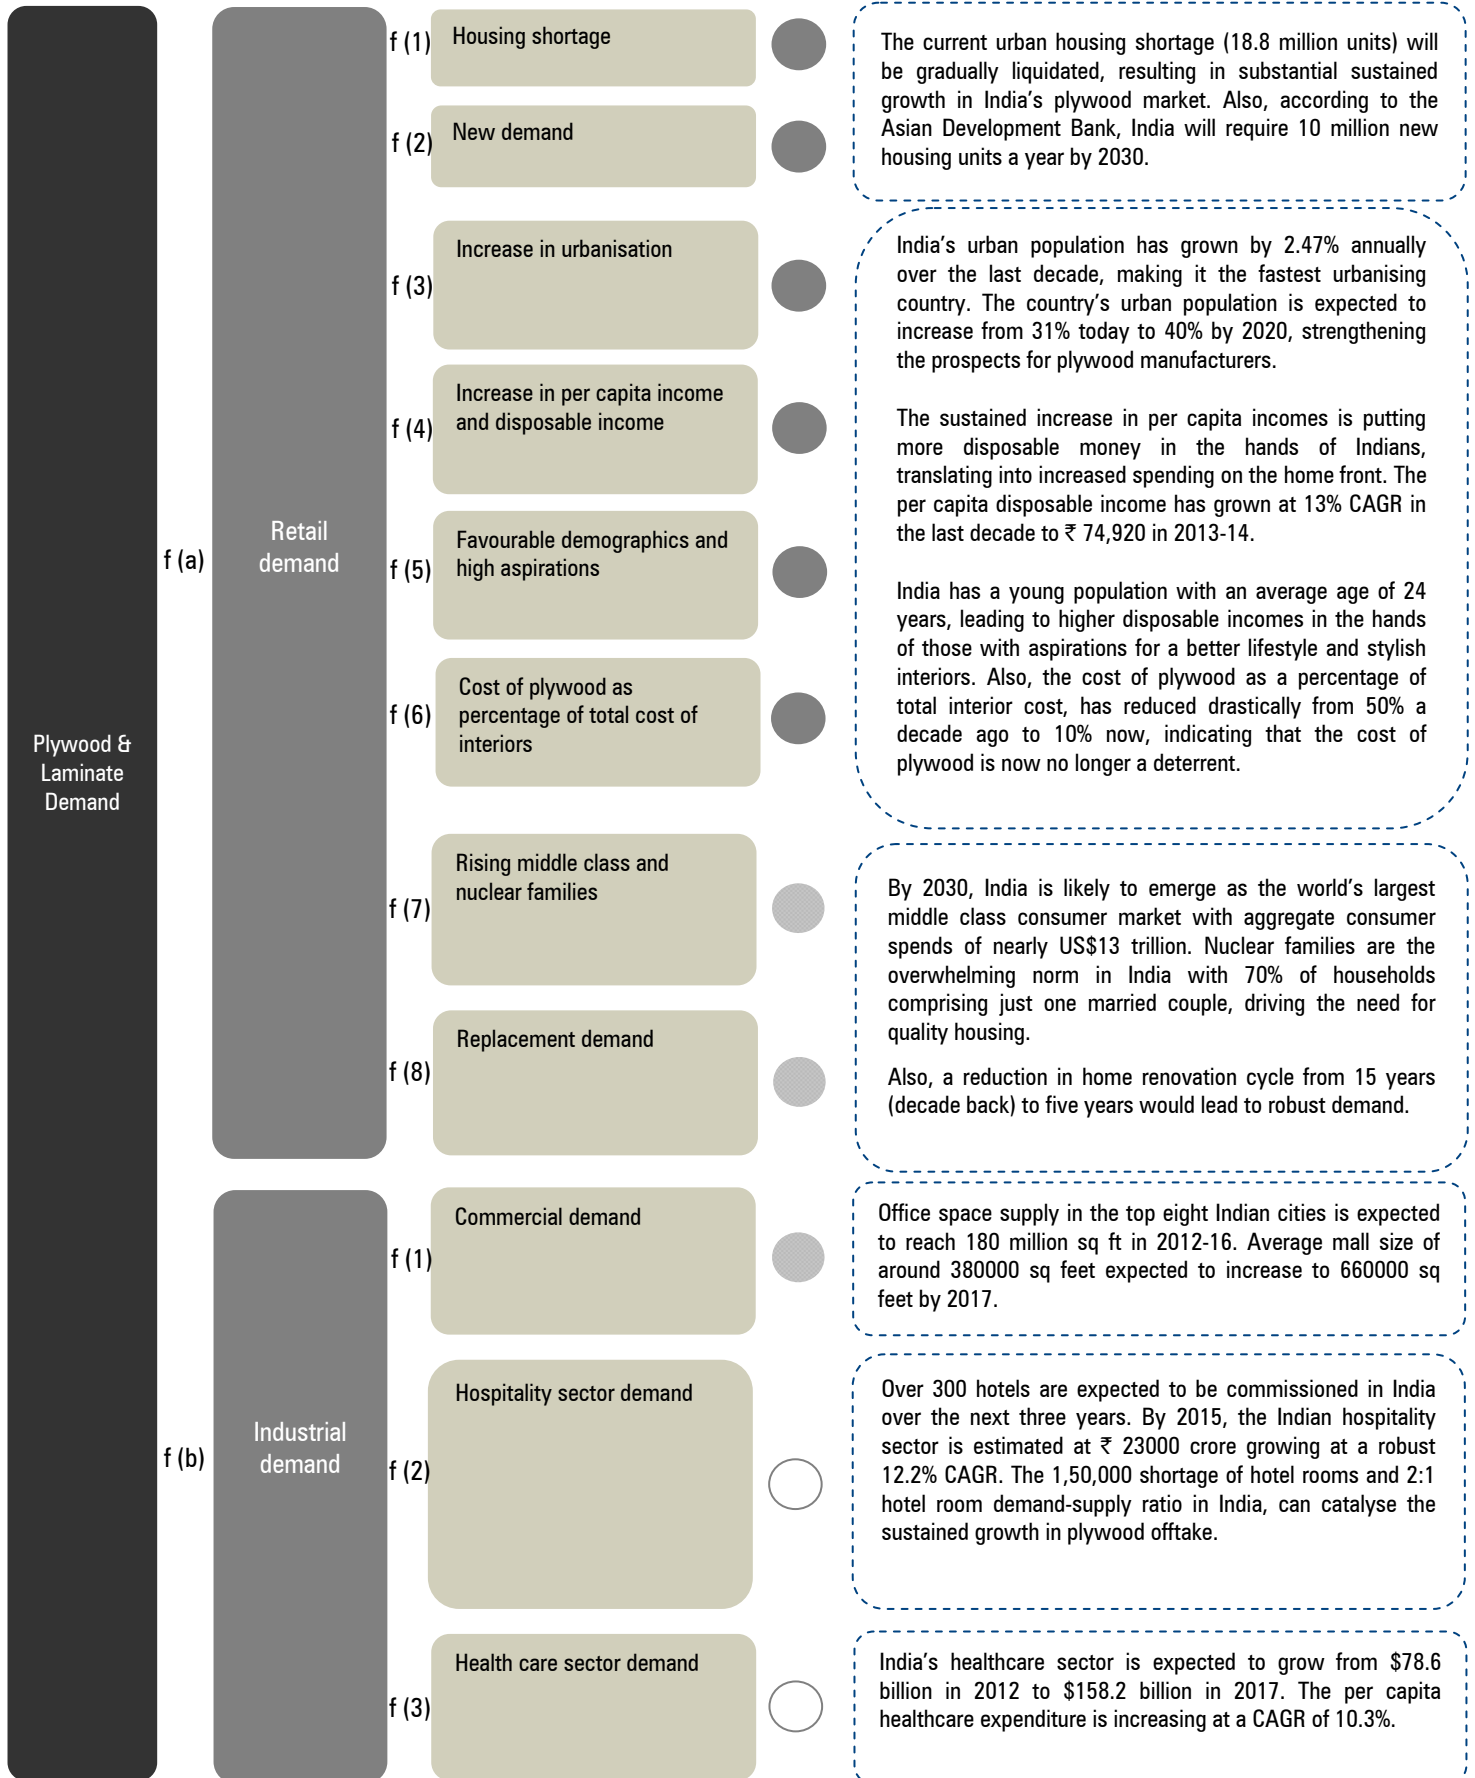 Plywood &
Laminate
Demand
f (a)
Retail
demand
f (1)
Housing shortage
The current urban housing shortage (18.8 million units) will
be gradually liquidated, resulting in substantial sustained
growth in India's plywood market. Also, according to the
Asian Development Bank, India will require 10 million new
housing units a year by 2030.
f (2)
New demand
f (3)
Increase in urbanisation
India's urban population has grown by 2.47% annually
over the last decade, making it the fastest urbanising
country. The country's urban population is expected to
increase from 31% today to 40% by 2020, strengthening
the prospects for plywood manufacturers.
f (4)
Increase in per capita income
and disposable income
The sustained increase in per capita incomes is putting
more disposable money in the hands of Indians,
translating into increased spending on the home front. The
per capita disposable income has grown at 13% CAGR in
the last decade to ₹ 74,920 in 2013-14.
f (5)
Favourable demographics and
high aspirations
India has a young population with an average age of 24
years, leading to higher disposable incomes in the hands
of those with aspirations for a better lifestyle and stylish
interiors. Also, the cost of plywood as a percentage of
total interior cost, has reduced drastically from 50% a
decade ago to 10% now, indicating that the cost of
plywood is now no longer a deterrent.
f (6)
Cost of plywood as
percentage of total cost of
interiors
f (7)
Rising middle class and
nuclear families
By 2030, India is likely to emerge as the world's largest
middle class consumer market with aggregate consumer
spends of nearly US$13 trillion. Nuclear families are the
overwhelming norm in India with 70% of households
comprising just one married couple, driving the need for
quality housing.
f (8)
Replacement demand
Also, a reduction in home renovation cycle from 15 years
(decade back) to five years would lead to robust demand.
f (b)
Industrial
demand
f (1)
Commercial demand
Office space supply in the top eight Indian cities is expected
to reach 180 million sq ft in 2012-16. Average mall size of
around 380000 sq feet expected to increase to 660000 sq
feet by 2017.
f (2)
Hospitality sector demand
Over 300 hotels are expected to be commissioned in India
over the next three years. By 2015, the Indian hospitality
sector is estimated at ₹ 23000 crore growing at a robust
12.2% CAGR. The 1,50,000 shortage of hotel rooms and 2:1
hotel room demand-supply ratio in India, can catalyse the
sustained growth in plywood offtake.
f (3)
Health care sector demand
India's healthcare sector is expected to grow from $78.6
billion in 2012 to $158.2 billion in 2017. The per capita
healthcare expenditure is increasing at a CAGR of 10.3%.